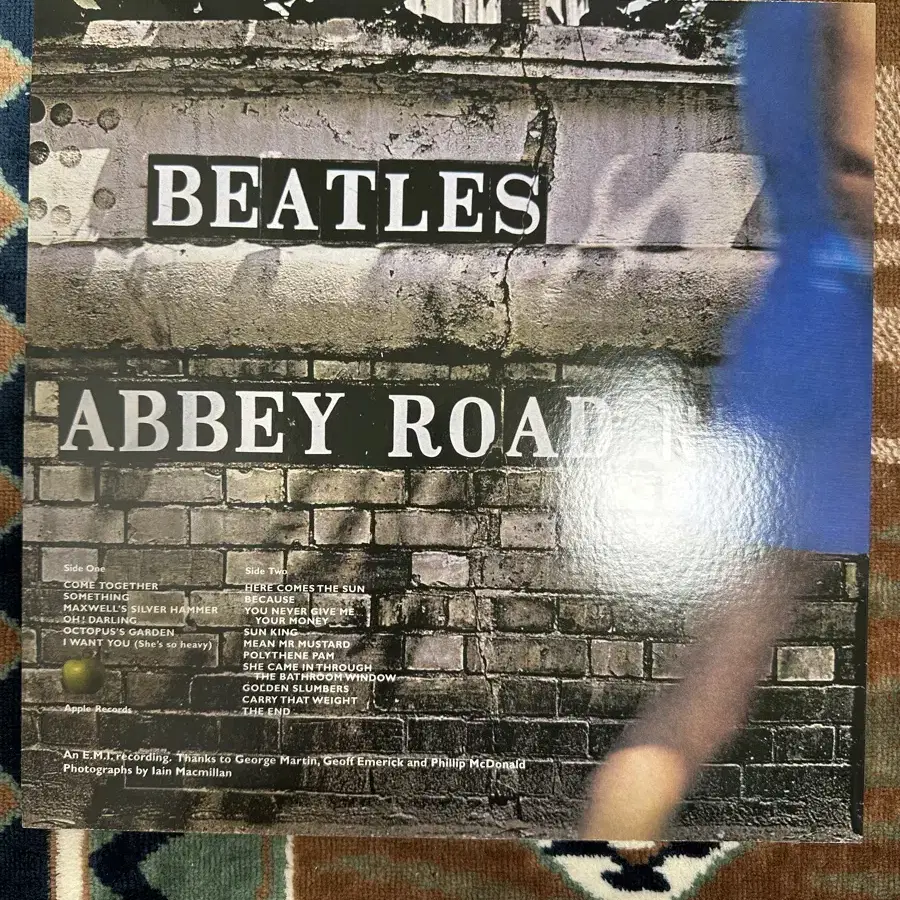 BEATLES
ABBEY ROAD
Side One
COME TOGETHER
SOMETHING
MAXWELL'S SILVER HAMMER
OH! DARLING
OCTOPUS'S GARDEN
I WANT YOU (She's so heavy)
Apple Records
Side Two
HERE COMES THE SUN
BECAUSE
YOU NEVER GIVE ME
YOUR MONEY
SUN KING
MEAN MR MUSTARD
POLYTHENE PAM
SHE CAME IN THROUGH
THE BATHROOM WINDOW
GOLDEN SLUMBERS
CARRY THAT WEIGHT
THE END
An E.M.I. recording. Thanks to George Martin, Geoff Emerick and Phillip McDonald
Photographs by Iain Macmillan